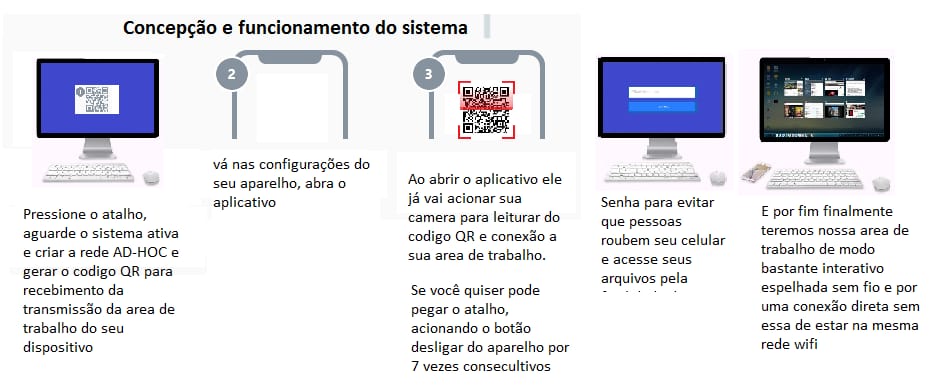 Concepção e funcionamento do sistema
2
3
Pressione o atalho,
aguarde o sistema ativa
e criar a rede AD-HOC e
gerar o codigo QR para
recebimento da
transmissão da area de
trabalho do seu
dispositivo
vá nas configurações do
seu aparelho, abra o
aplicativo
Ao abrir o aplicativo ele
já vai acionar sua
camera para leiturar do
codigo QR e conexão a
sua area de trabalho.
Se você quiser pode
pegar o atalho,
acionando o botão
desligar do aparelho por
7 vezes consecutivos
Senha para evitar
que pessoas
roubem seu celular
e acesse seus
arquivos pela
E por fim finalmente
teremos nossa area de
trabalho de modo
bastante interativo
espelhada sem fio e por
uma conexão direta sem
essa de estar na mesma
rede wifi